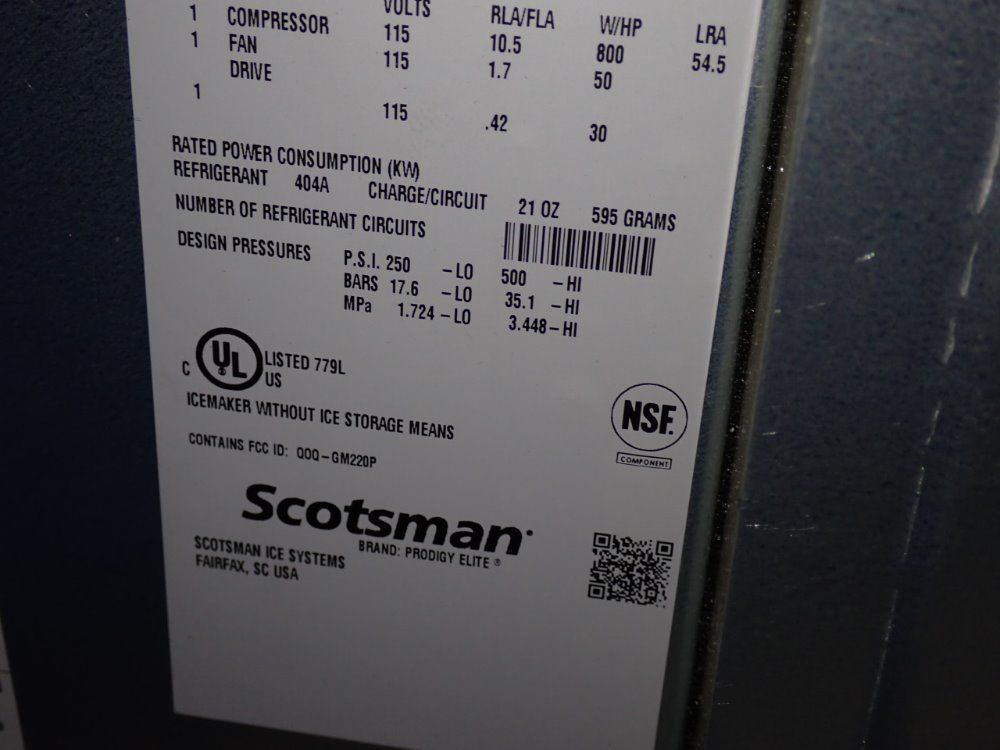 VOLTS RLA/FLA W/HP LRA
1 COMPRESSOR 115 10.5 800 54.5
1 FAN 115 1.7 50
DRIVE
1 115 .42 30
RATED POWER CONSUMPTION (KW)
REFRIGERANT 404A CHARGE/CIRCUIT 21 OZ 595 GRAMS
NUMBER OF REFRIGERANT CIRCUITS
DESIGN PRESSURES P.S.I. 250 -LO 500 -HI
BARS 17.6 -LO 35.1 -HI
MPa 1.724-LO 3.448-HI
C UL LISTED 779L
US
ICEMAKER WITHOUT ICE STORAGE MEANS
NSF.
COMPONENT
CONTAINS FCC ID: QOQ-GM220P
Scotsman
BRAND: PRODIGY ELITE ®
SCOTSMAN ICE SYSTEMS
FAIRFAX, SC USA